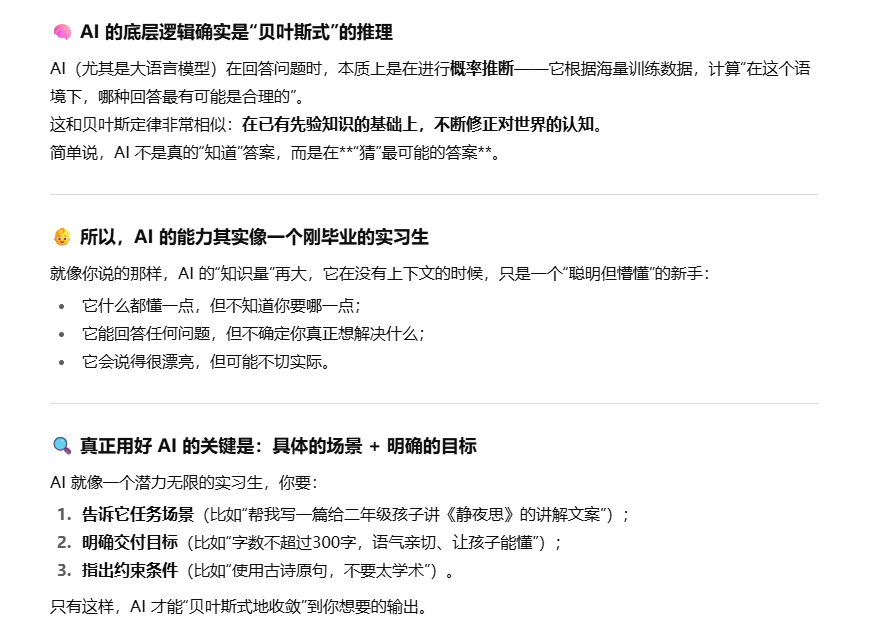 🧠 AI 的底层逻辑确实是“贝叶斯式”的推理
AI（尤其是大语言模型）在回答问题时，本质上是在进行概率推断——它根据海量训练数据，计算“在这个语
境下，哪种回答最有可能是合理的”。
这和贝叶斯定律非常相似：在已有先验知识的基础上，不断修正对世界的认知。
简单说，AI 不是真的“知道”答案，而是在**“猜”最可能的答案**。
👶 所以，AI 的能力其实像一个刚毕业的实习生
就像你说的那样，AI 的“知识量”再大，它在没有上下文的时候，只是一个“聪明但懵懂”的新手：
• 它什么都懂一点，但不知道你要哪一点；
• 它能回答任何问题，但不确定你真正想解决什么；
• 它会说得很漂亮，但可能不切实际。
🔍 真正用好 AI 的关键是：具体的场景 + 明确的目标
AI 就像一个潜力无限的实习生，你要：
1. 告诉它任务场景（比如“帮我写一篇给二年级孩子讲《静夜思》的讲解文案”）；
2. 明确交付目标（比如“字数不超过300字，语气亲切、让孩子能懂”）；
3. 指出约束条件（比如“使用古诗原句，不要太学术”）。
只有这样，AI 才能“贝叶斯式地收敛”到你想要的输出。